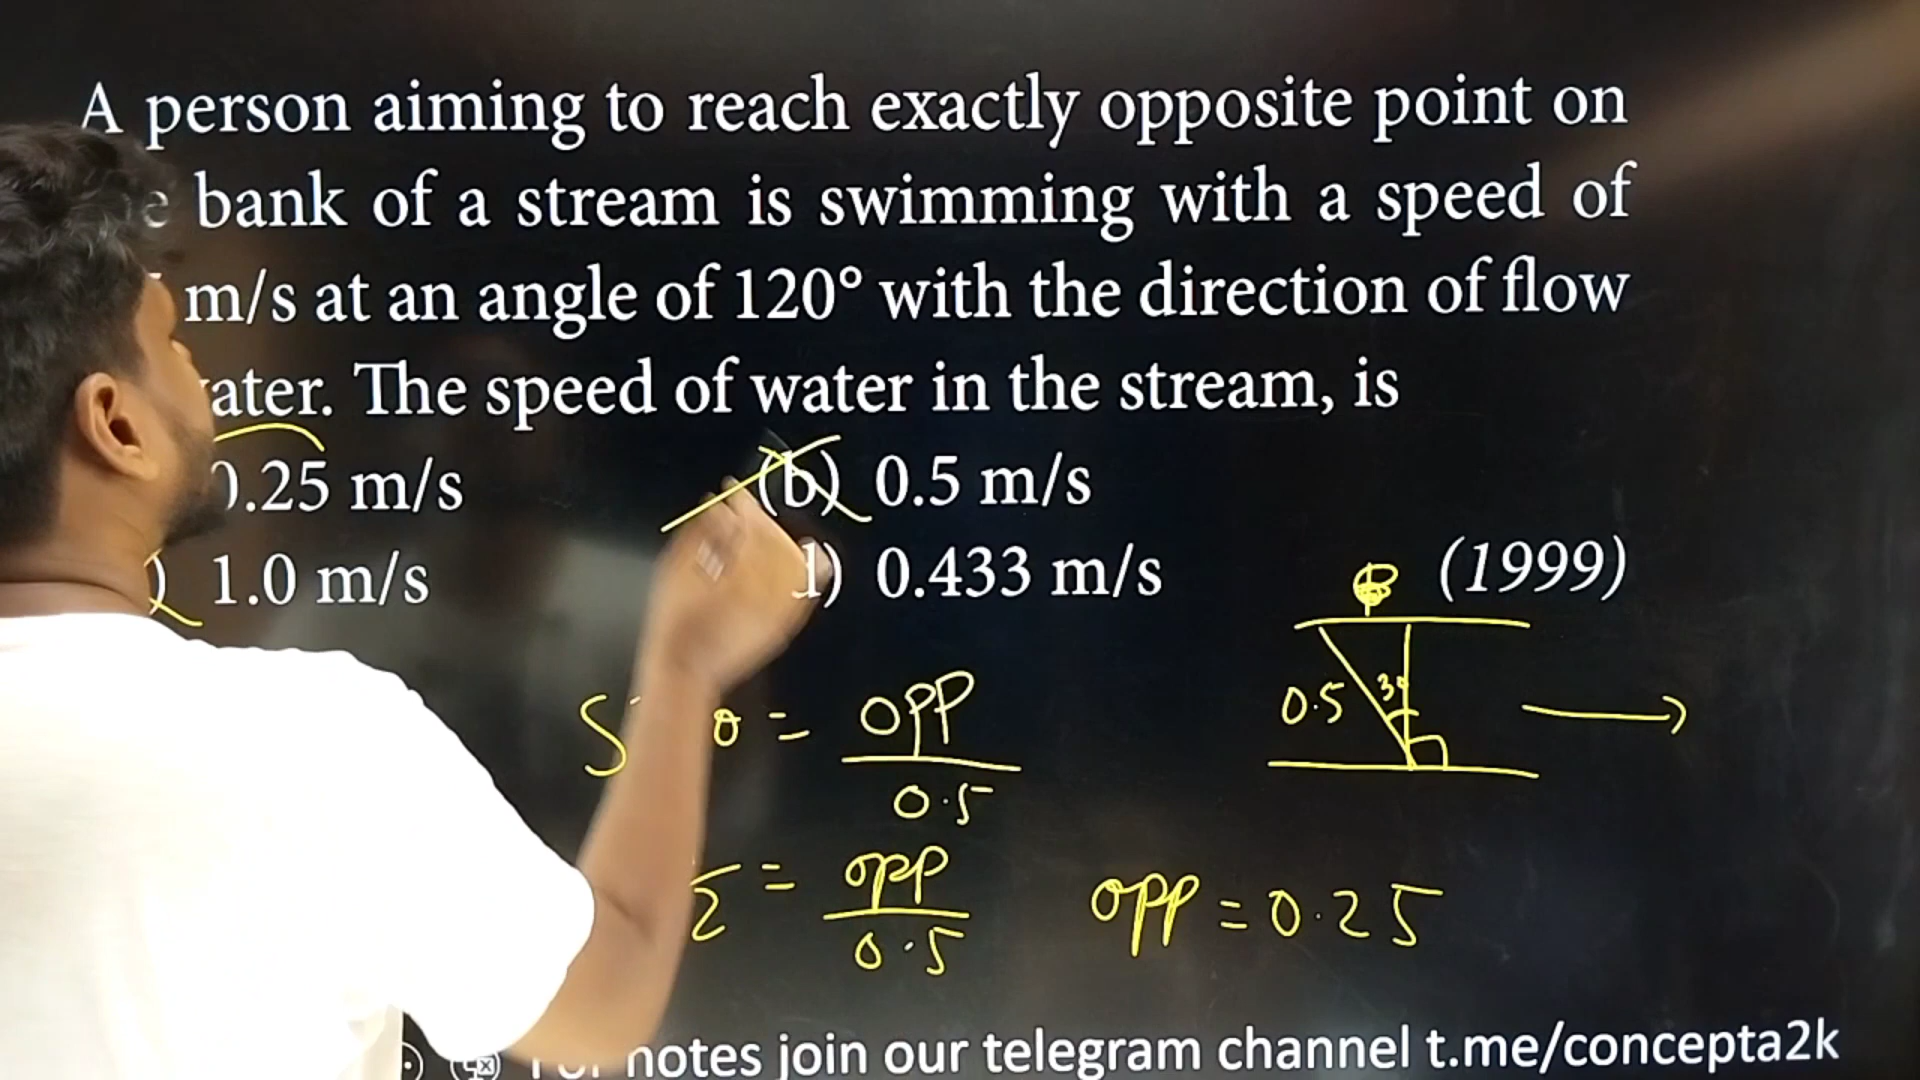 A person aiming to reach exactly opposite point on
bank of a stream is swimming with a speed of
m/s at an angle of 120° with the direction of flow
ater. The speed of water in the stream, is
0.25 m/s (b) 0.5 m/s
) 1.0 m/s d) 0.433 m/s (1999)
0.5 30
θ = opp / 0.5
2 = opp / 0.5
opp = 0.25
notes join our telegram channel t.me/concepta2k